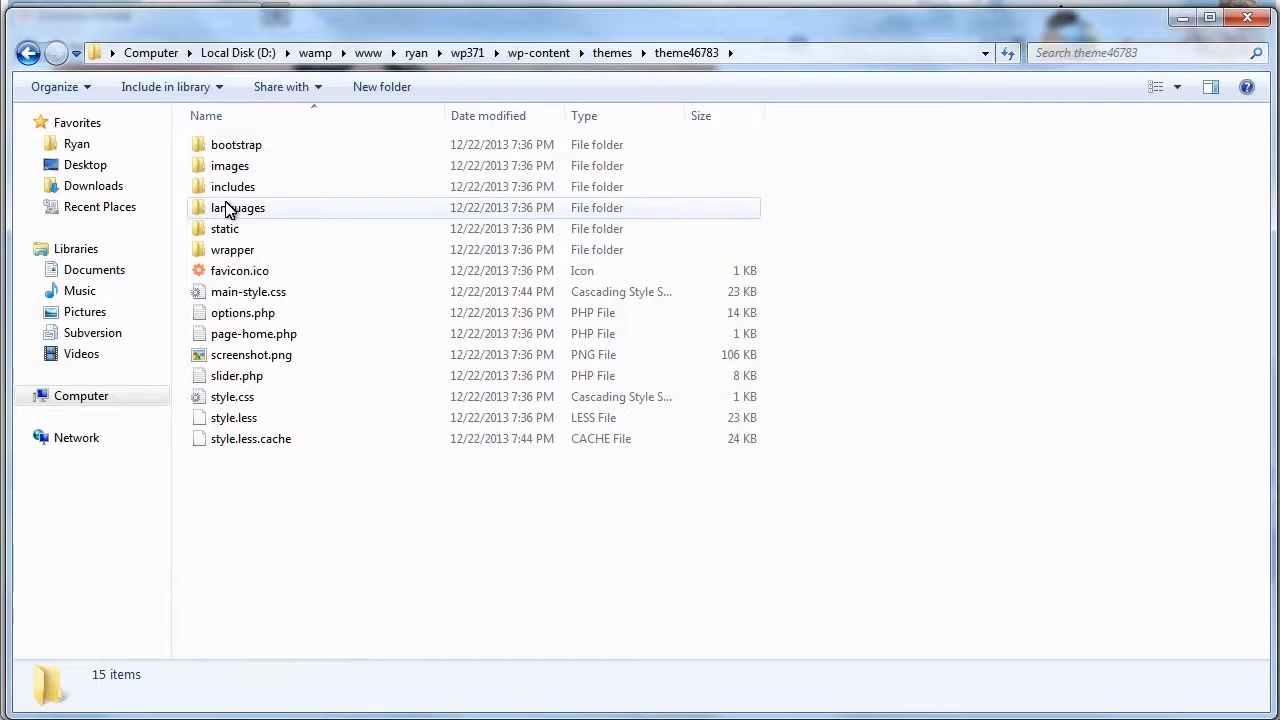 Computer Local Disk (D:) wamp www ryan wp371 wp-content themes theme46783
Search theme46783
Organize Include in library Share with New folder
Name Date modified Type Size
Favorites
Ryan
Desktop
Downloads
Recent Places
Libraries
Documents
Music
Pictures
Subversion
Videos
Computer
Network
bootstrap 12/22/2013 7:36 PM File folder
images 12/22/2013 7:36 PM File folder
includes 12/22/2013 7:36 PM File folder
languages 12/22/2013 7:36 PM File folder
static 12/22/2013 7:36 PM File folder
wrapper 12/22/2013 7:36 PM File folder
favicon.ico 12/22/2013 7:36 PM Icon 1 KB
main-style.css 12/22/2013 7:44 PM Cascading Style S... 23 KB
options.php 12/22/2013 7:36 PM PHP File 14 KB
page-home.php 12/22/2013 7:36 PM PHP File 1 KB
screenshot.png 12/22/2013 7:36 PM PNG File 106 KB
slider.php 12/22/2013 7:36 PM PHP File 8 KB
style.css 12/22/2013 7:36 PM Cascading Style S... 1 KB
style.less 12/22/2013 7:36 PM LESS File 23 KB
style.less.cache 12/22/2013 7:44 PM CACHE File 24 KB
15 items